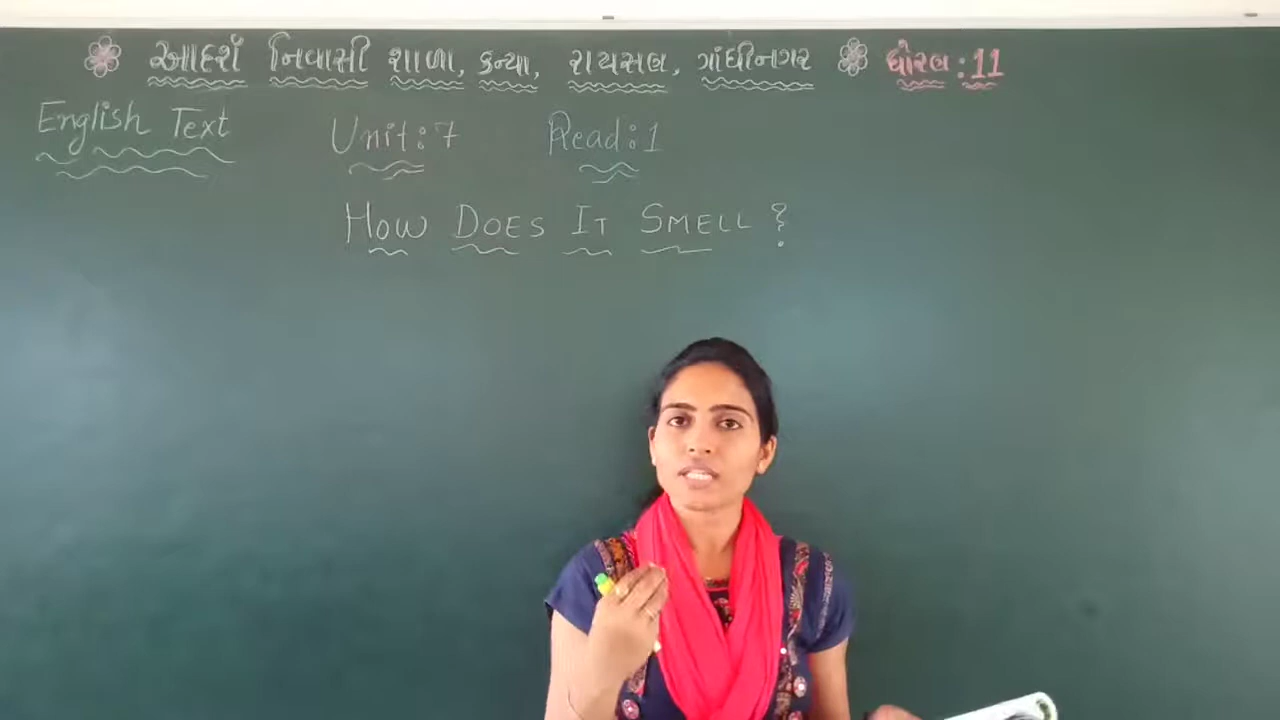 આદર્શ નિવાસી શાળા, કન્યા, રાયસણ, ગાંધીનગર ધોરણ : 11
English Text Unit:7 Read:1
HOW DOES IT SMELL ?